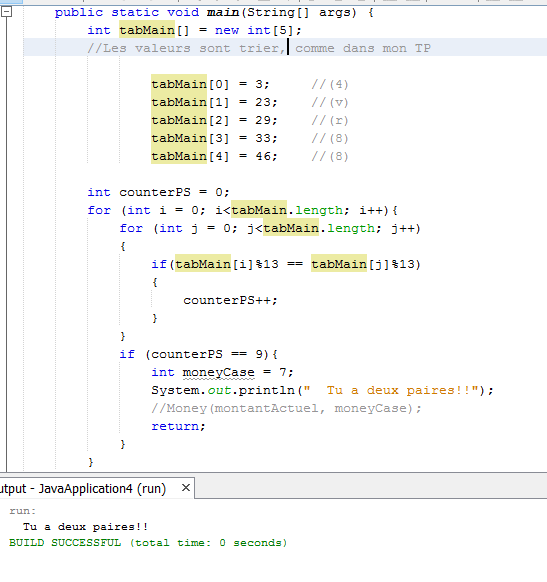 public static void main(String[] args) {
int tabMain[] = new int[5];
//Les valeurs sont trier, comme dans mon TP
tabMain[0] = 3; //(4)
tabMain[1] = 23; //(v)
tabMain[2] = 29; //(r)
tabMain[3] = 33; //(8)
tabMain[4] = 46; //(8)
int counterPS = 0;
for (int i = 0; i<tabMain.length; i++){
for (int j = 0; j<tabMain.length; j++)
{
if(tabMain[i]%13 == tabMain[j]%13)
{
counterPS++;
}
}
if (counterPS == 9){
int moneyCase = 7;
System.out.println("  Tu a deux paires!!");
//Money(montantActuel, moneyCase);
return;
}
}
utput - JavaApplication4 (run) ×
run:
Tu a deux paires!!
BUILD SUCCESSFUL (total time: 0 seconds)